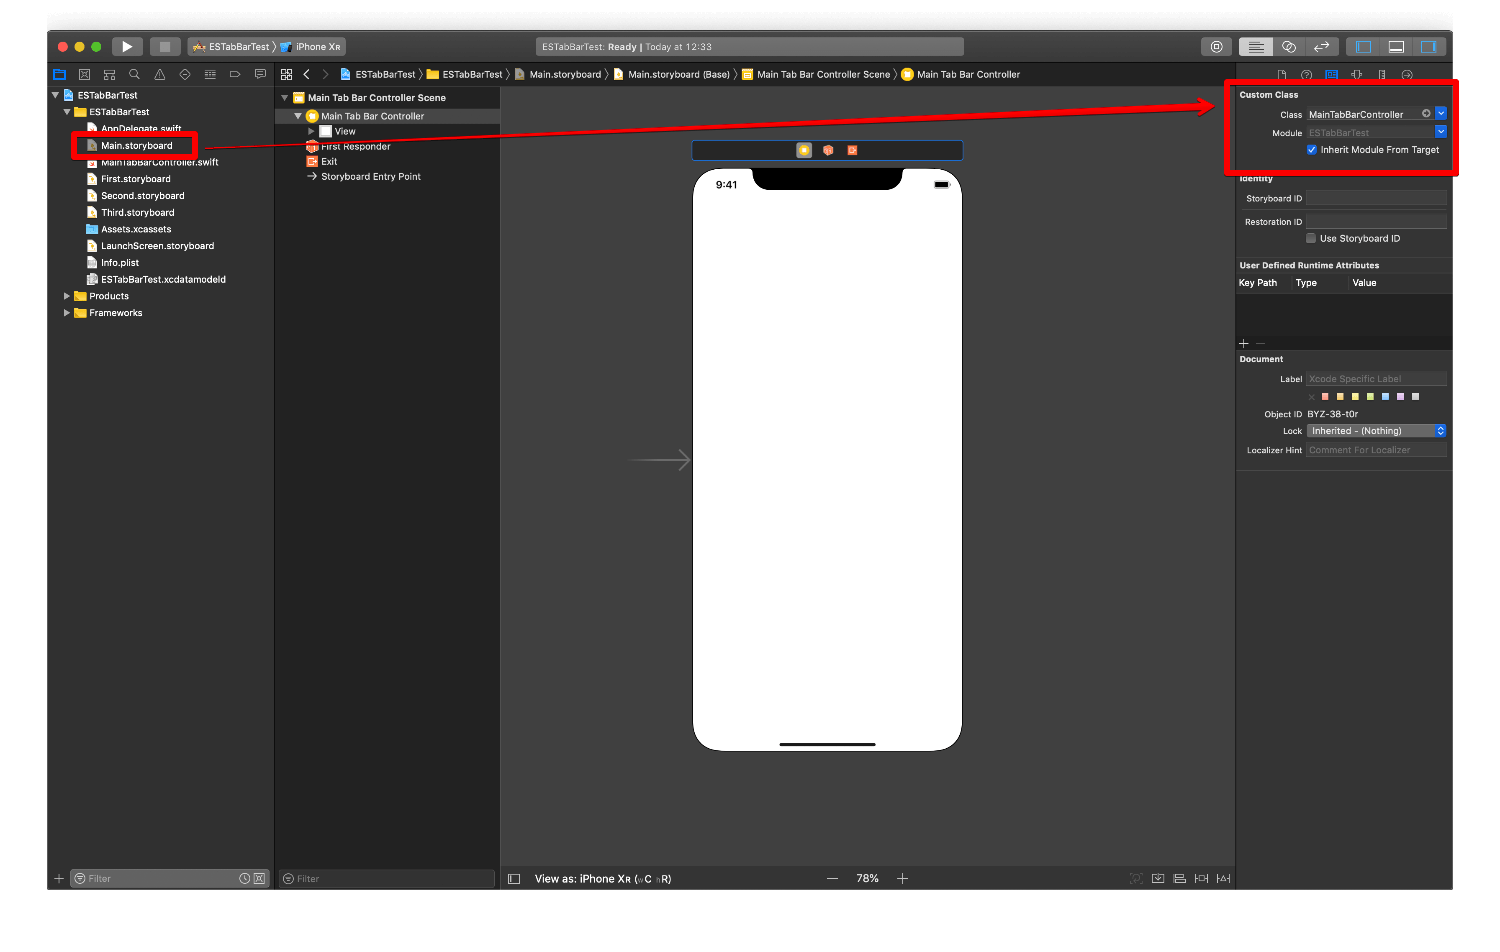 ESTabBarTest 〉 iPhone XR
ESTabBarTest: Ready | Today at 12:33
ESTabBarTest 〉 ESTabBarTest 〉 Main.storyboard 〉 Main.storyboard (Base) 〉 Main Tab Bar Controller Scene 〉 Main Tab Bar Controller
ESTabBarTest
ESTabBarTest
AppDelegate.swift
Main.storyboard
MainTabBarController.swift
First.storyboard
Second.storyboard
Third.storyboard
Assets.xcassets
LaunchScreen.storyboard
Info.plist
ESTabBarTest.xcdatamodeld
Products
Frameworks
Filter
Main Tab Bar Controller Scene
Main Tab Bar Controller
View
First Responder
Exit
Storyboard Entry Point
Filter
9:41
View as: iPhone XR (wC hR)
78%
Custom Class
Class MainTabBarController
Module ESTabBarTest
Inherit Module From Target
Identity
Storyboard ID
Restoration ID
Use Storyboard ID
User Defined Runtime Attributes
Key Path Type Value
Document
Label Xcode Specific Label
Object ID BYZ-38-t0r
Lock Inherited - (Nothing)
Localizer Hint Comment For Localizer